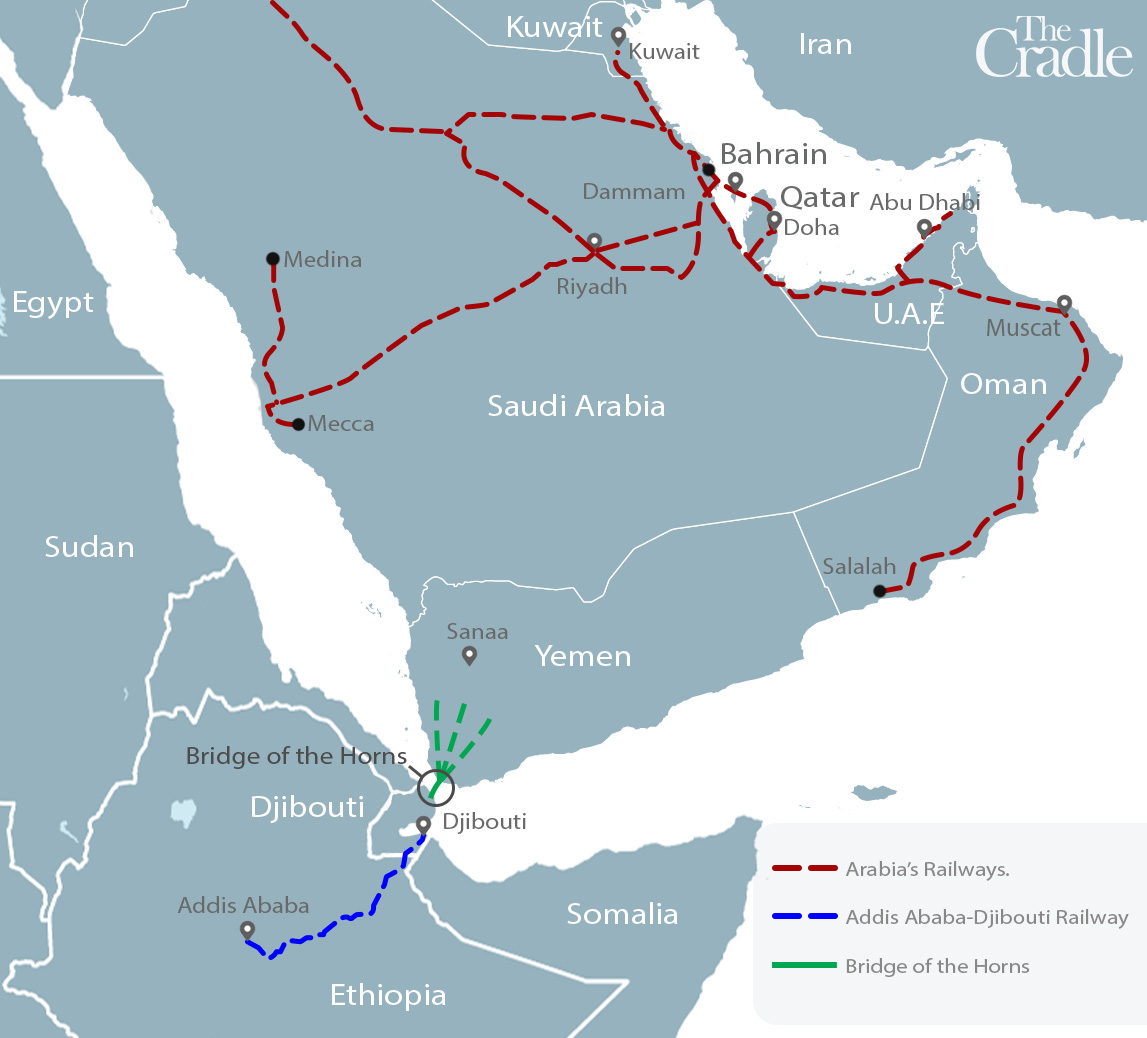 The
Cradle
Kuwait
Kuwait
Iran
Bahrain
Dammam
Qatar
Abu Dhabi
Doha
Medina
Riyadh
Egypt
U.A.E
Muscat
Oman
Saudi Arabia
Mecca
Sudan
Salalah
Sanaa
Yemen
Bridge of the Horns
Djibouti
Djibouti
Addis Ababa
Somalia
Ethiopia
Arabia's Railways.
Addis Ababa-Djibouti Railway
Bridge of the Horns